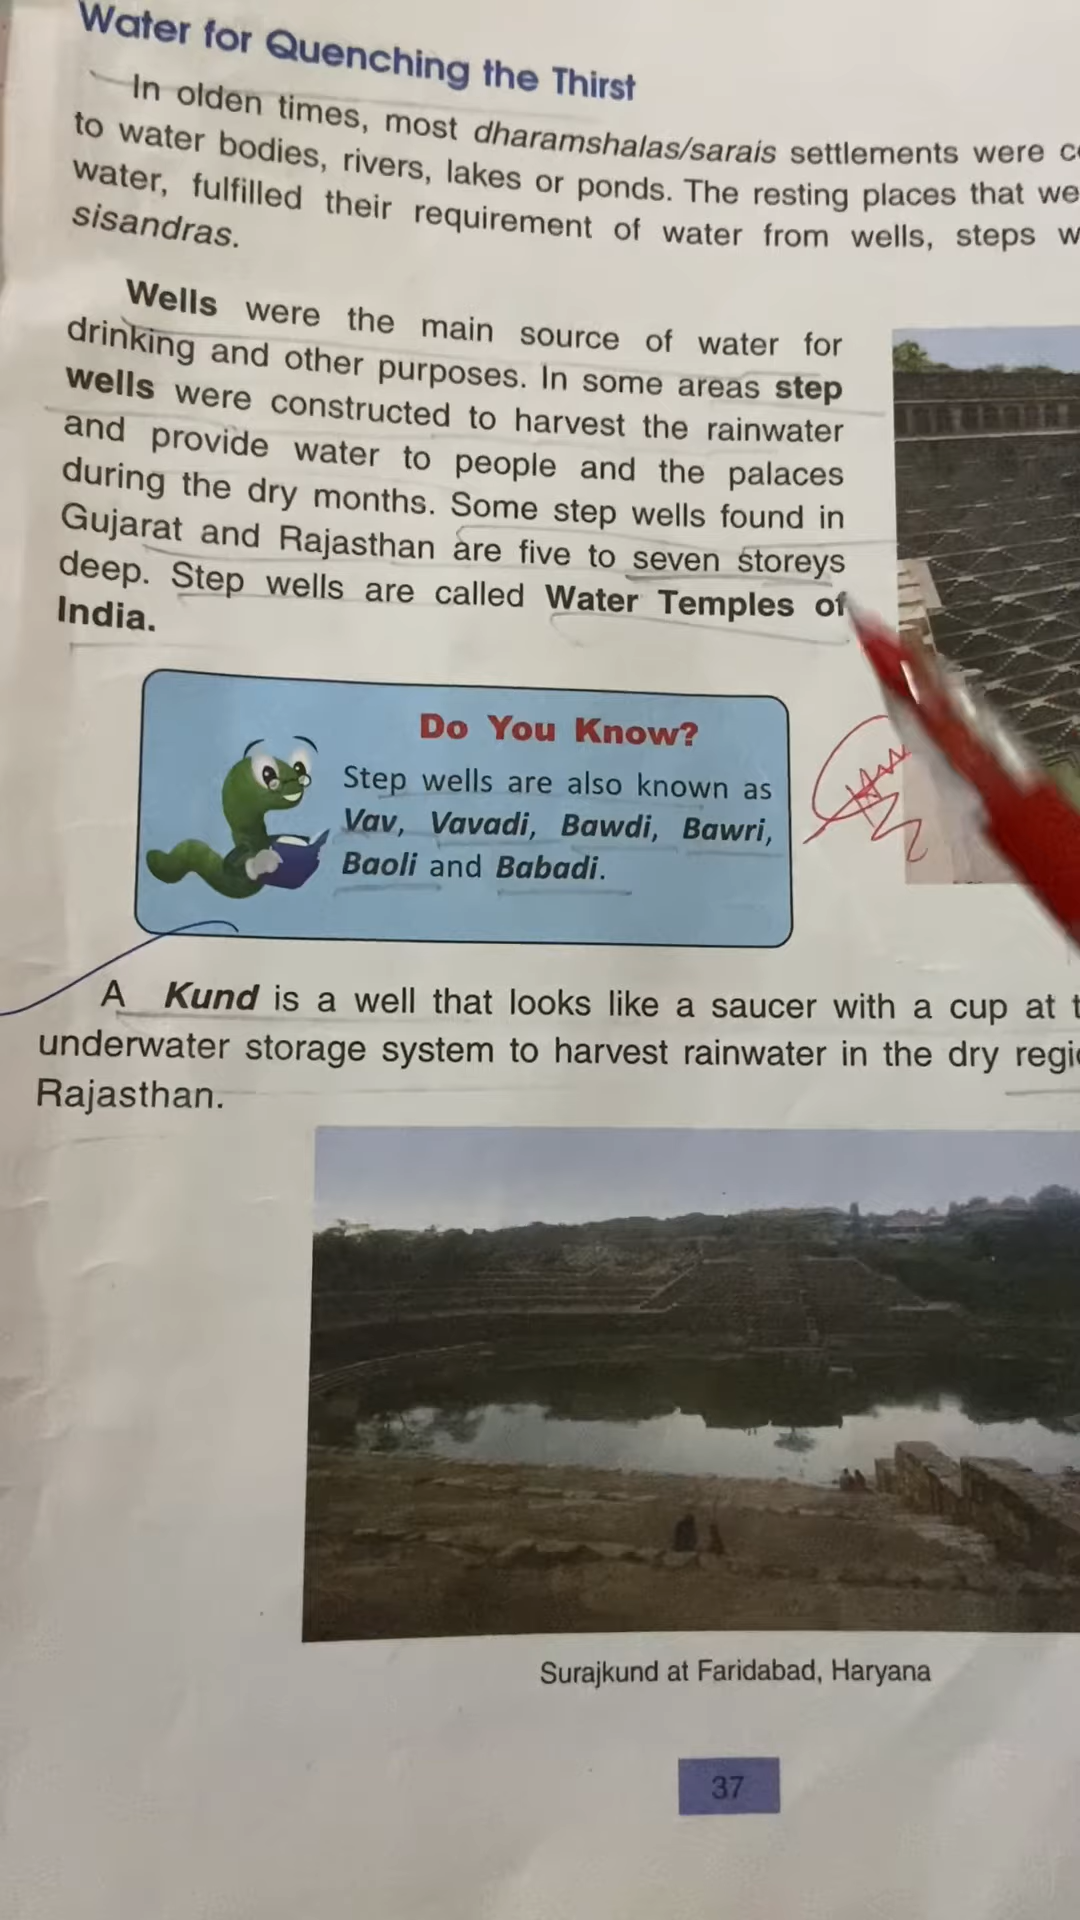 Water for Quenching the Thirst
In olden times, most dharamshalas/sarais settlements were
to water bodies, rivers, lakes or ponds. The resting places that
water, fulfilled their requirement of water from wells, steps
sisandras.
Wells were the main source of water for
drinking and other purposes. In some areas step
wells were constructed to harvest the rainwater
and provide water to people and the palaces
during the dry months. Some step wells found in
Gujarat and Rajasthan are five to seven storeys
deep. Step wells are called Water Temples of
India.
Do You Know?
Step wells are also known as
Vav, Vavadi, Bawdi, Bawri,
Baoli and Babadi.
A Kund is a well that looks like a saucer with a cup at
underwater storage system to harvest rainwater in the dry
Rajasthan.
Surajkund at Faridabad, Haryana
37